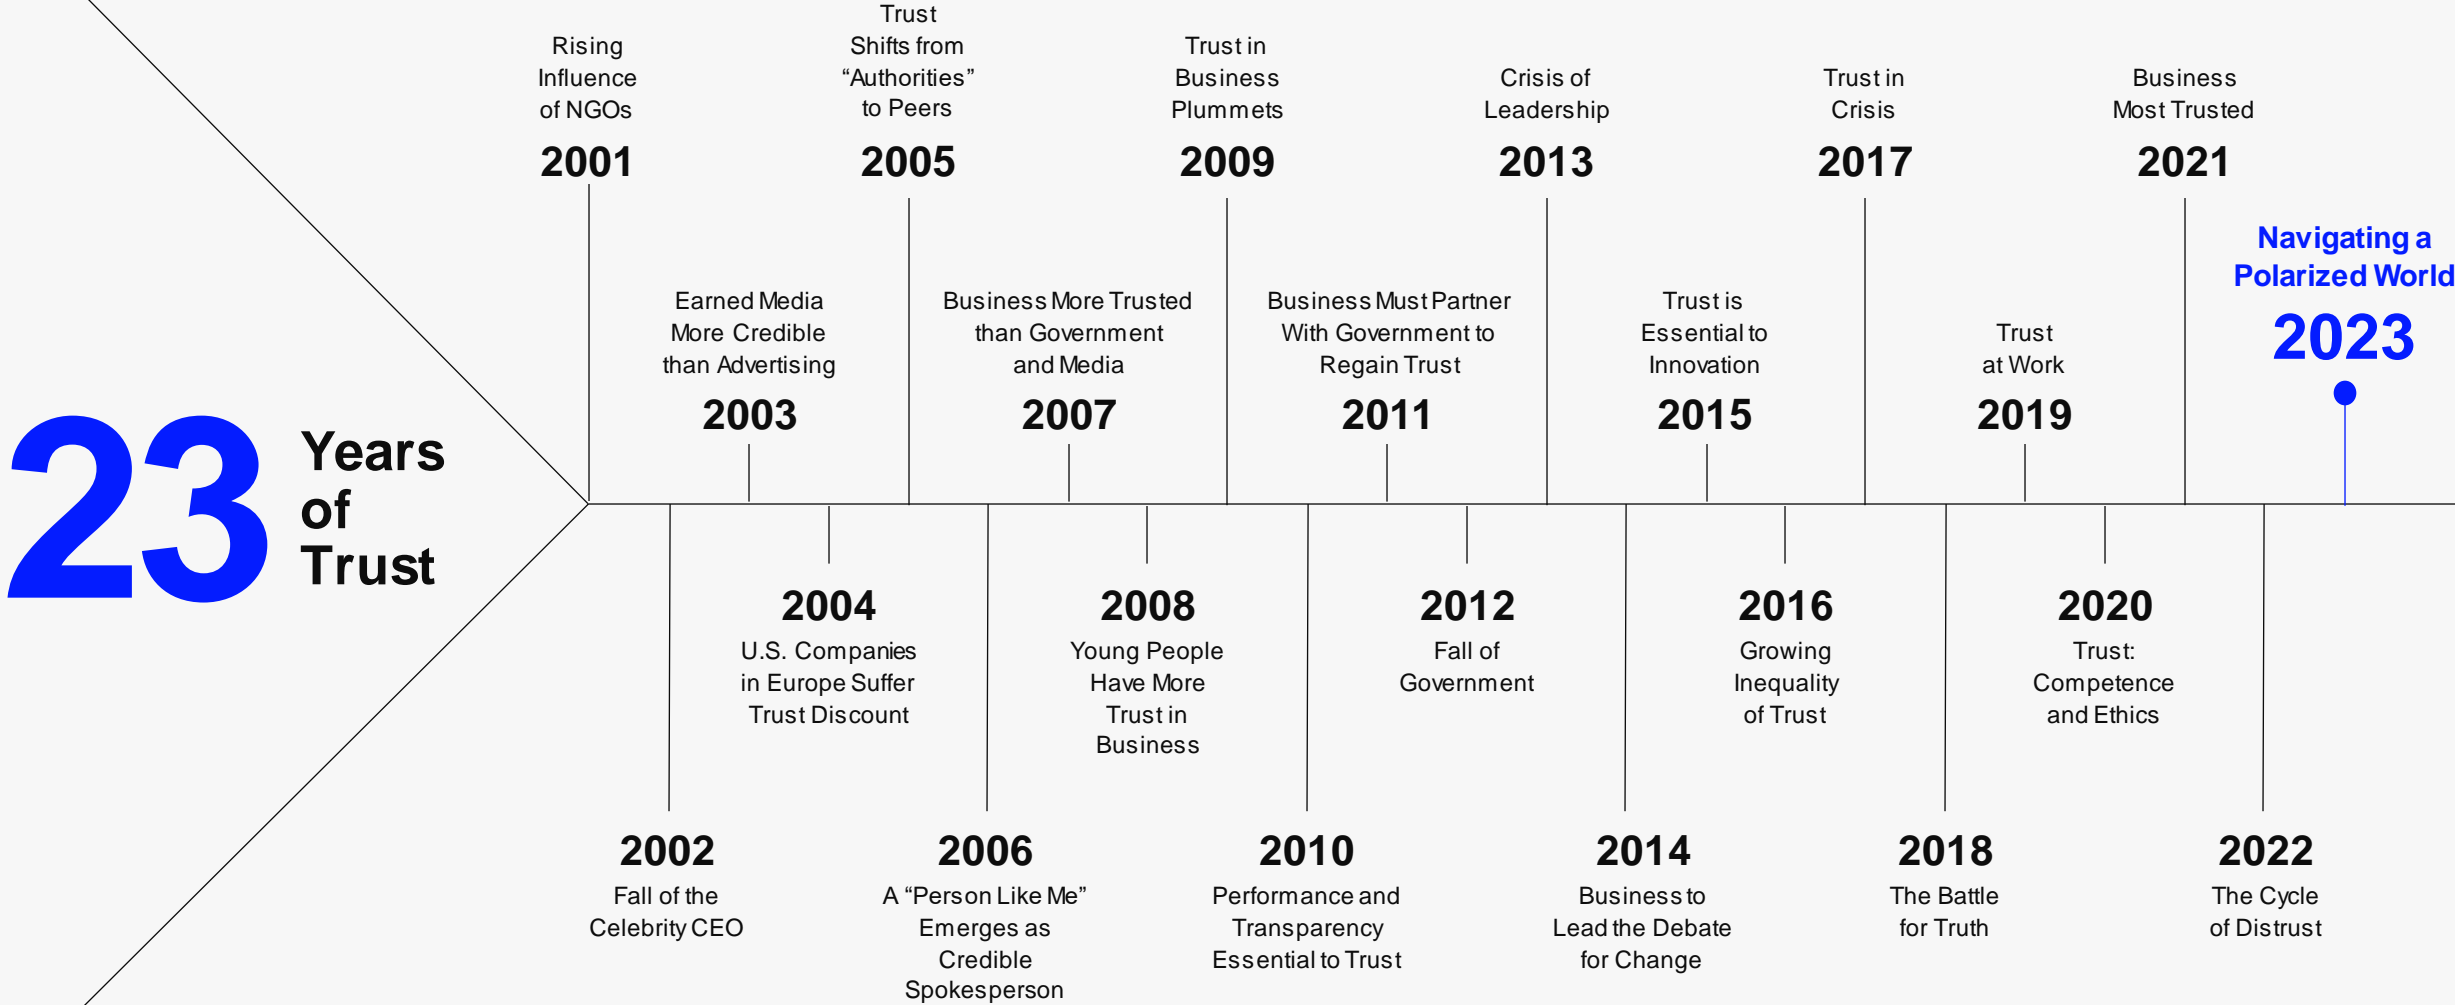 23
Years
of
Trust
Rising
Influence
of NGOs
2001
Fall of the
Celebrity CEO
2002
Earned Media
More Credible
than Advertising
2003
2004
U.S. Companies
in Europe Suffer
Trust Discount
Trust
Shifts from
“Authorities”
to Peers
2005
2006
A “Person Like Me”
Emerges as
Credible
Spokesperson
Business More Trusted
than Government
and Media
2007
2008
Young People
Have More
Trust in
Business
Trust in
Business
Plummets
2009
2010
Performance and
Transparency
Essential to Trust
Business Must Partner
With Government to
Regain Trust
2011
2012
Fall of
Government
Crisis of
Leadership
2013
2014
Business to
Lead the Debate
for Change
Trust is
Essential to
Innovation
2015
2016
Growing
Inequality
of Trust
Trust in
Crisis
2017
2018
The Battle
for Truth
Trust
at Work
2019
2020
Trust:
Competence
and Ethics
Business
Most Trusted
2021
2022
The Cycle
of Distrust
Navigating a
Polarized World
2023